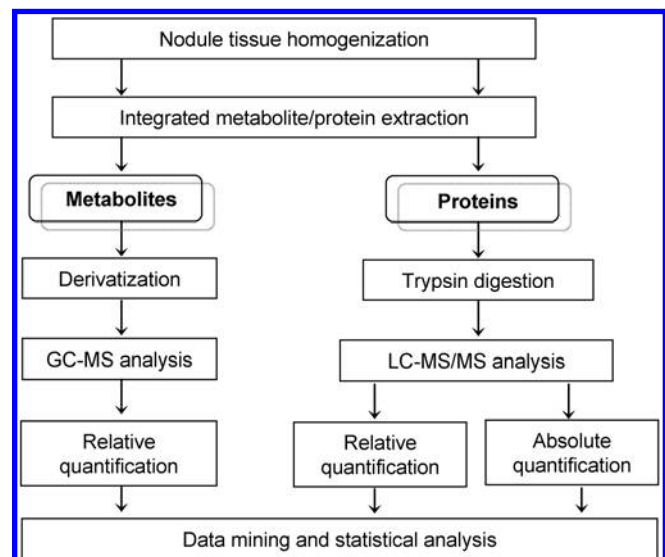 Nodule tissue homogenization
Integrated metabolite/protein extraction
Metabolites
Proteins
Derivatization
Trypsin digestion
GC-MS analysis
LC-MS/MS analysis
Relative
quantification
Relative
quantification
Absolute
quantification
Data mining and statistical analysis